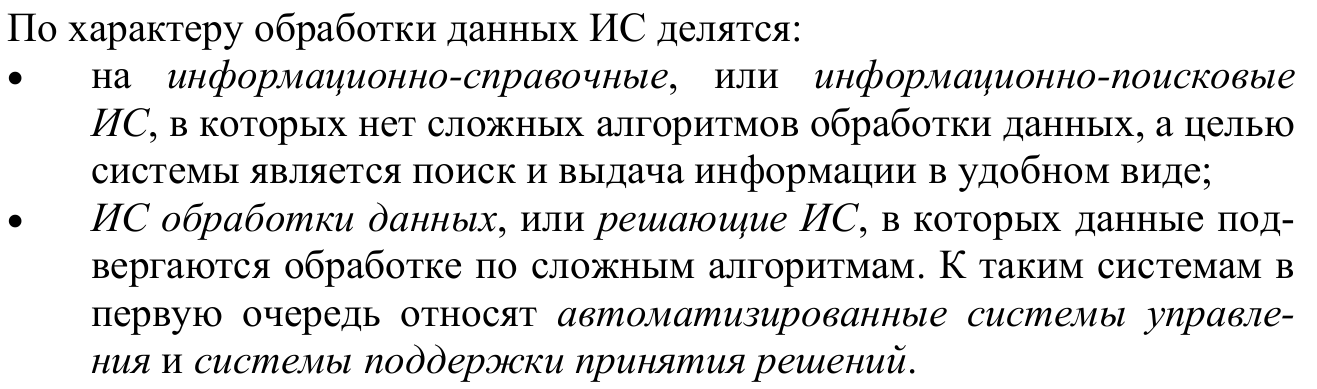 По характеру обработки данных ИС делятся:
• на информационно-справочные, или информационно-поисковые
ИС, в которых нет сложных алгоритмов обработки данных, а целью
системы является поиск и выдача информации в удобном виде;
• ИС обработки данных, или решающие ИС, в которых данные под-
вергаются обработке по сложным алгоритмам. К таким системам в
первую очередь относят автоматизированные системы управле-
ния и системы поддержки принятия решений.